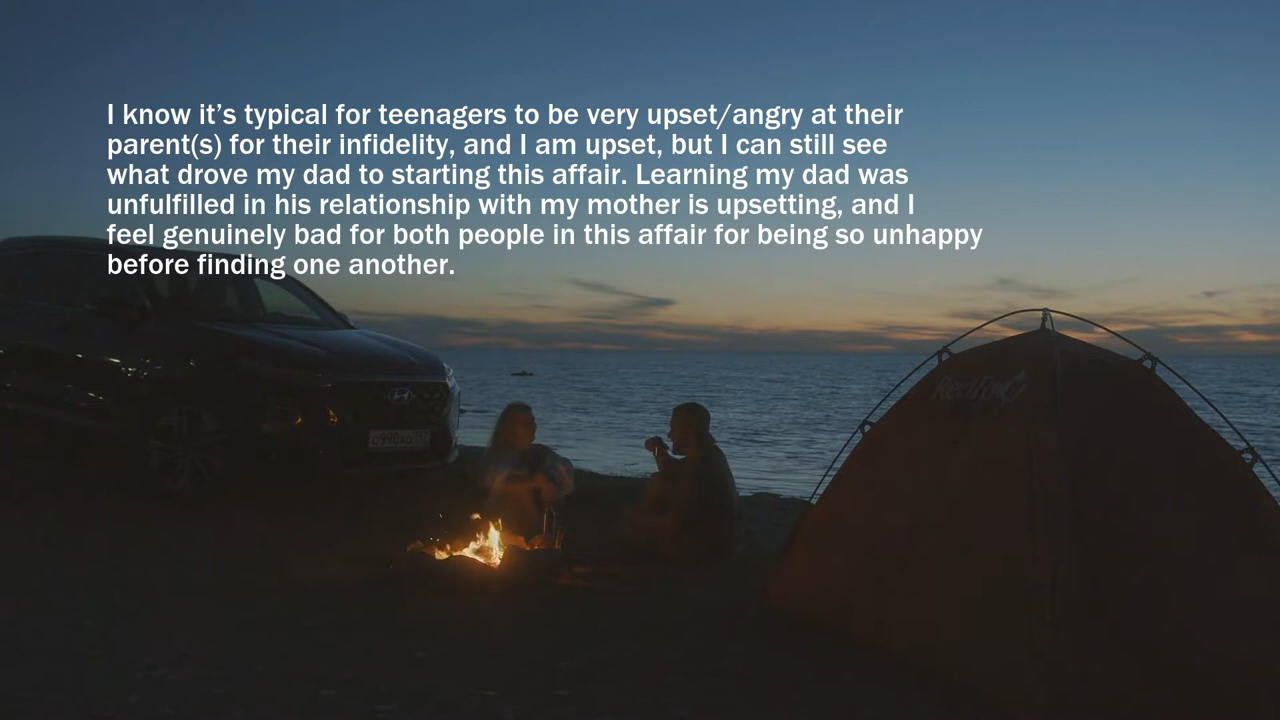 I know it’s typical for teenagers to be very upset/angry at their
parent(s) for their infidelity, and I am upset, but I can still see
what drove my dad to starting this affair. Learning my dad was
unfulfilled in his relationship with my mother is upsetting, and I
feel genuinely bad for both people in this affair for being so unhappy
before finding one another.